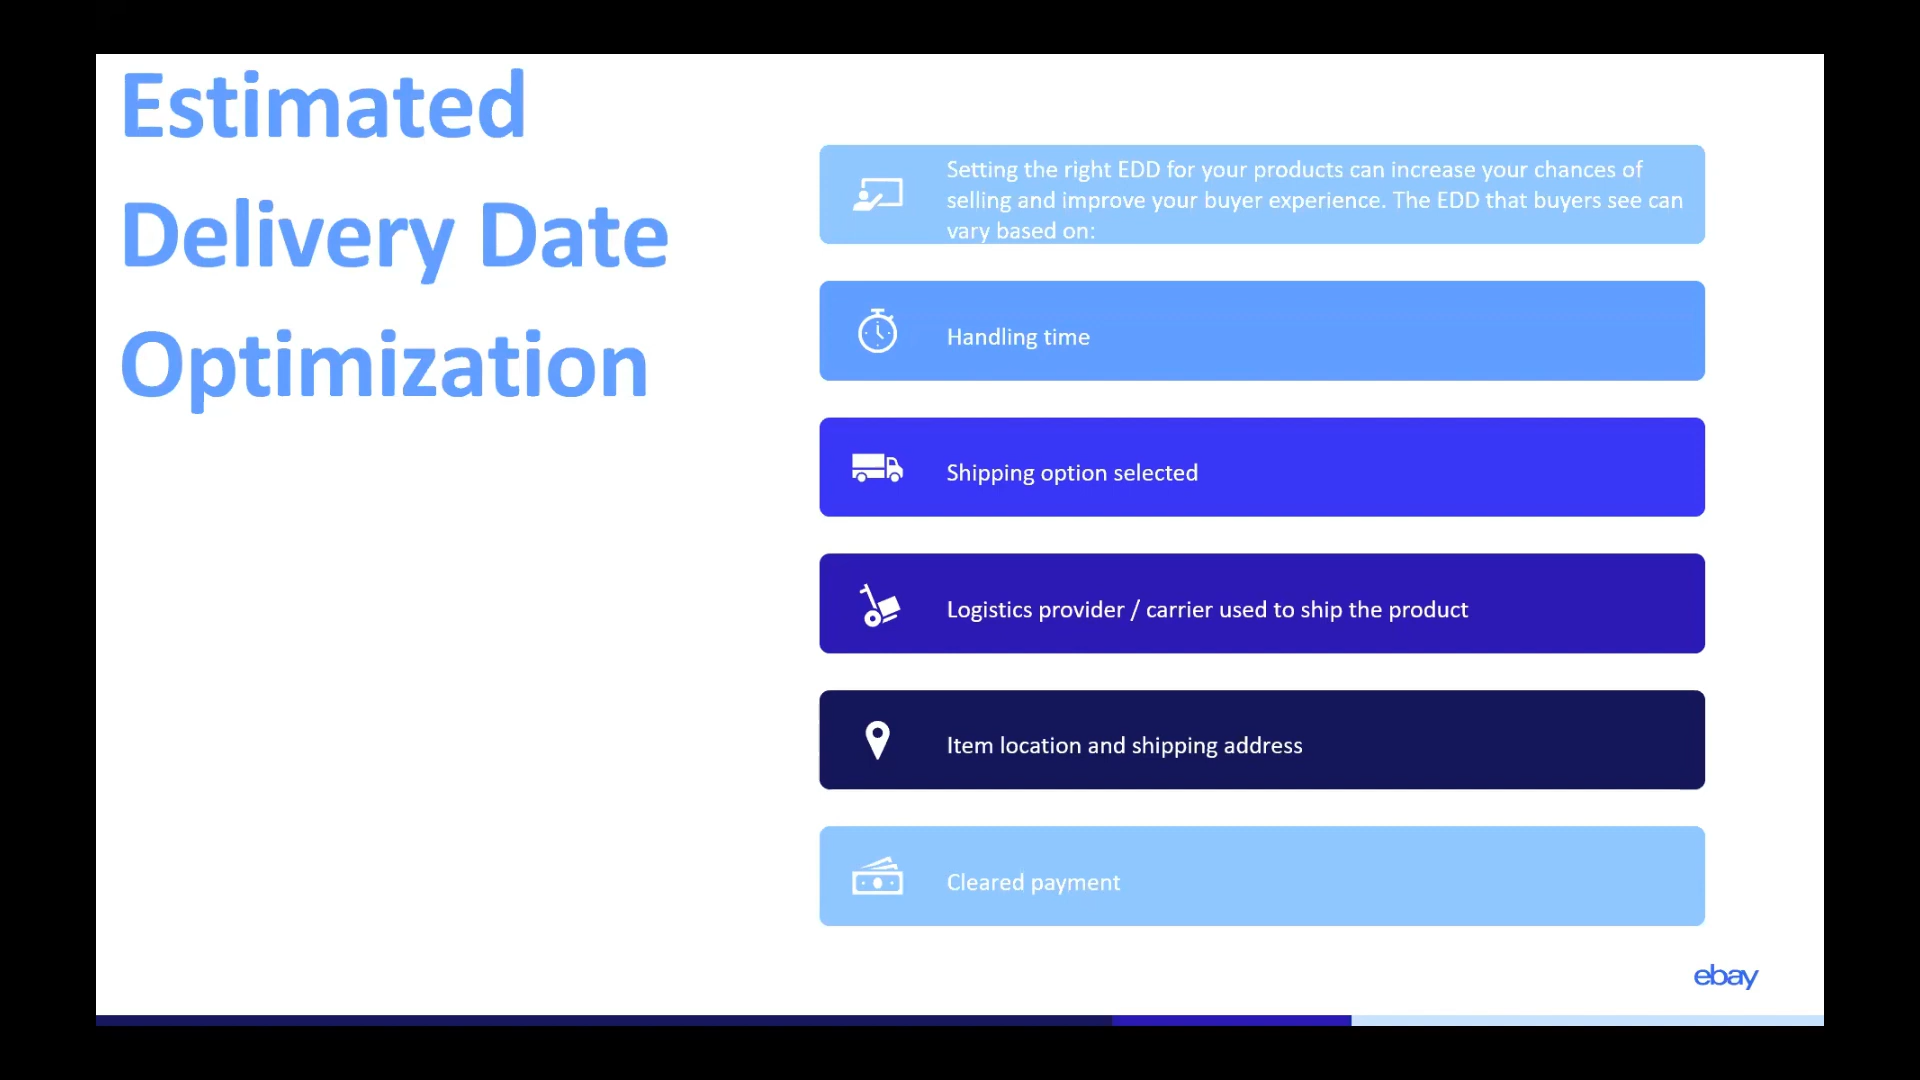 Estimated
Delivery Date
Optimization
Setting the right EDD for your products can increase your chances of
selling and improve your buyer experience. The EDD that buyers see can
vary based on:
Handling time
Shipping option selected
Logistics provider / carrier used to ship the product
Item location and shipping address
Cleared payment
ebay